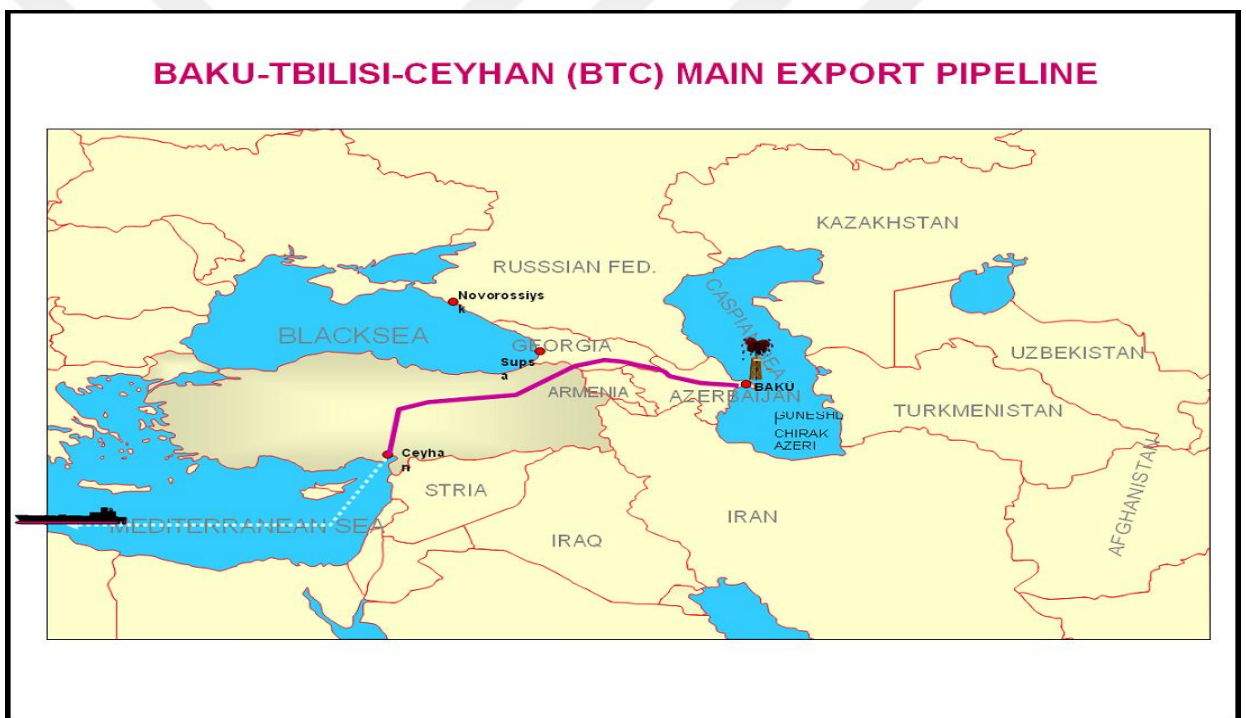 BAKU-TBILISI-CEYHAN (BTC) MAIN EXPORT PIPELINE
KAZAKHSTAN
RUSSSIAN FED.
CASPIAN SEA
Novorossiys
k
BLACKSEA
GEORGIA
Sups
a
UZBEKISTAN
ARMENIA
AZERBAIJAN
BAKÜ
TURKMENISTAN
GUNESHL
I
CHIRAK
AZERI
Ceyha
n
STRIA
AFGHANISTAN
IRAN
MEDITERRANEAN SEA
IRAQ